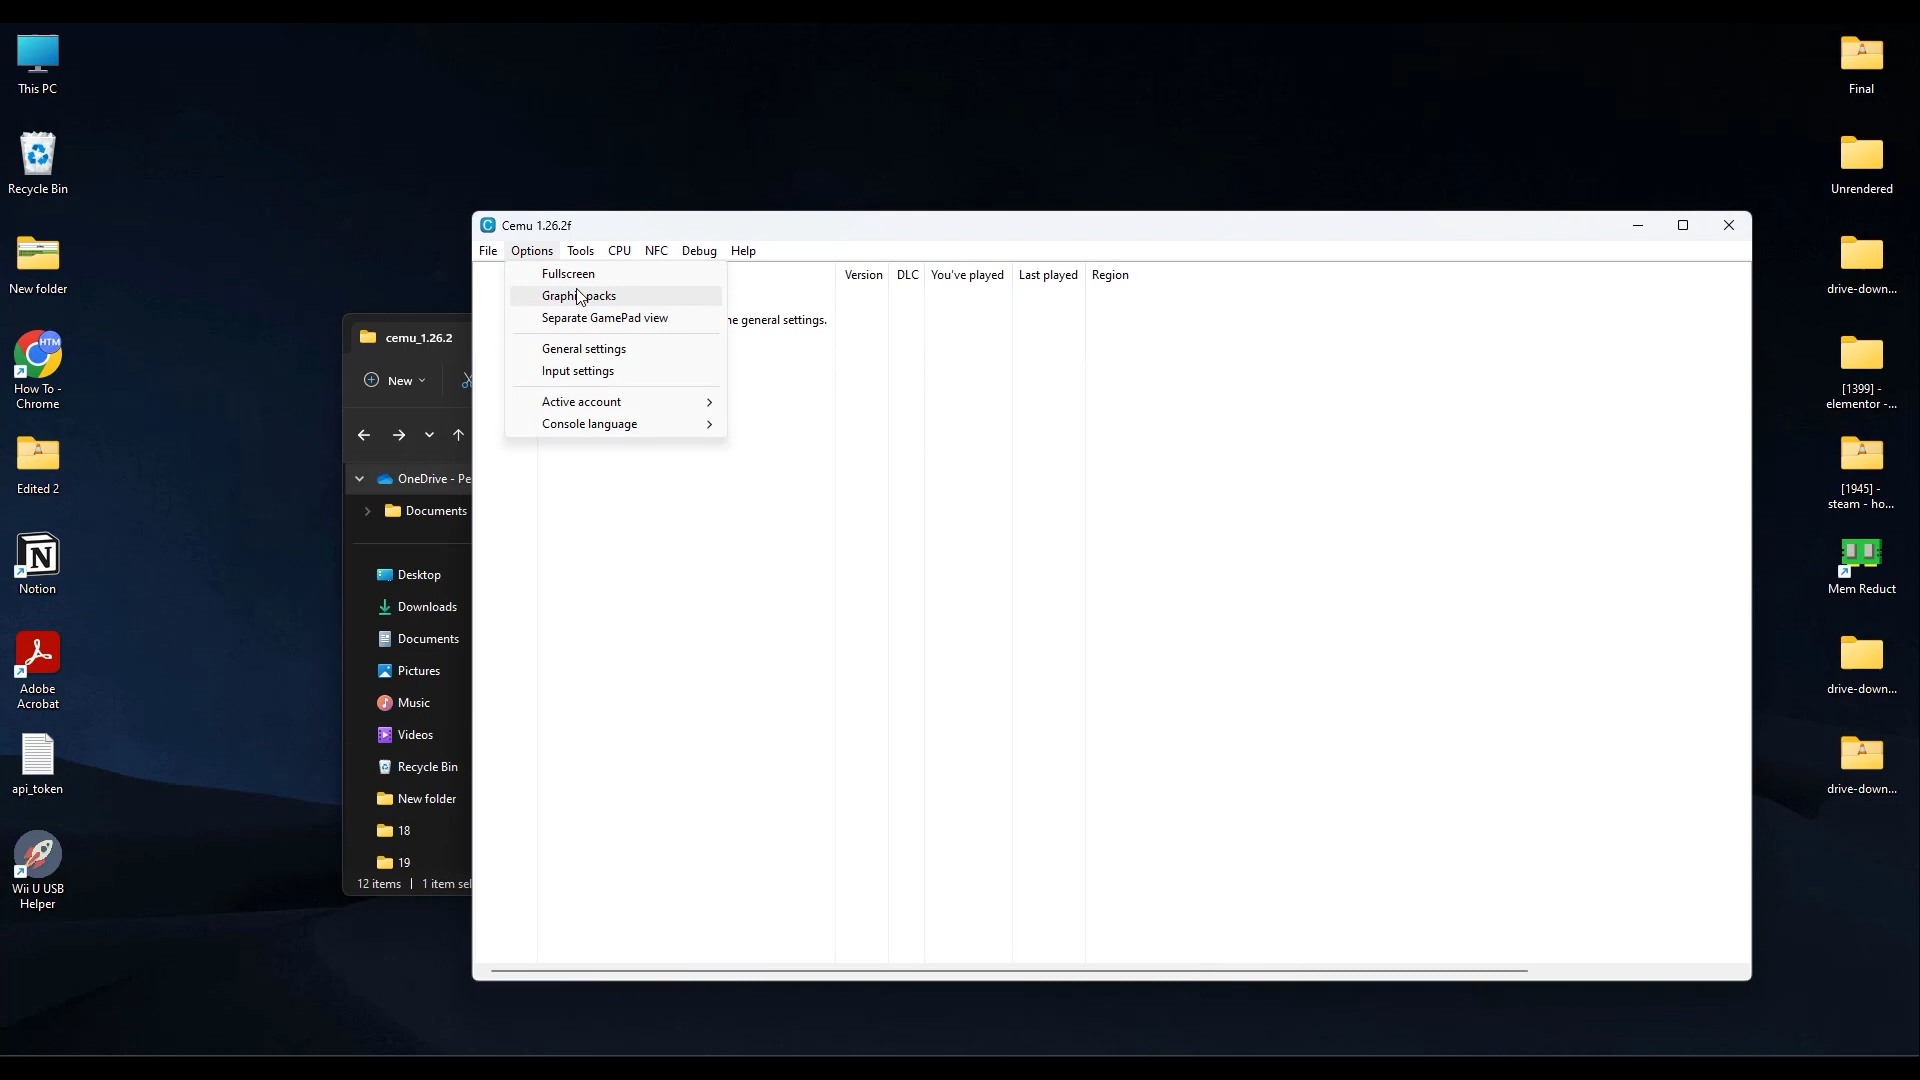 This PC
Recycle Bin
New folder
How To -
Chrome
Edited 2
Notion
Adobe
Acrobat
api_token
Wii U USB
Helper
cemu_1.26.2
New
OneDrive - Pe
Documents
Desktop
Downloads
Documents
Pictures
Music
Videos
Recycle Bin
New folder
18
19
12 items
1 item sel
Cemu 1.26.2f
File Options Tools CPU NFC Debug Help
Fullscreen
Graphic packs
Separate GamePad view
General settings
Input settings
Active account
Console language
Version DLC You've played Last played Region
he general settings.
Final
Unrendered
drive-down...
[1399] -
elementor -...
[1945] -
steam - ho...
Mem Reduct
drive-down...
drive-down...